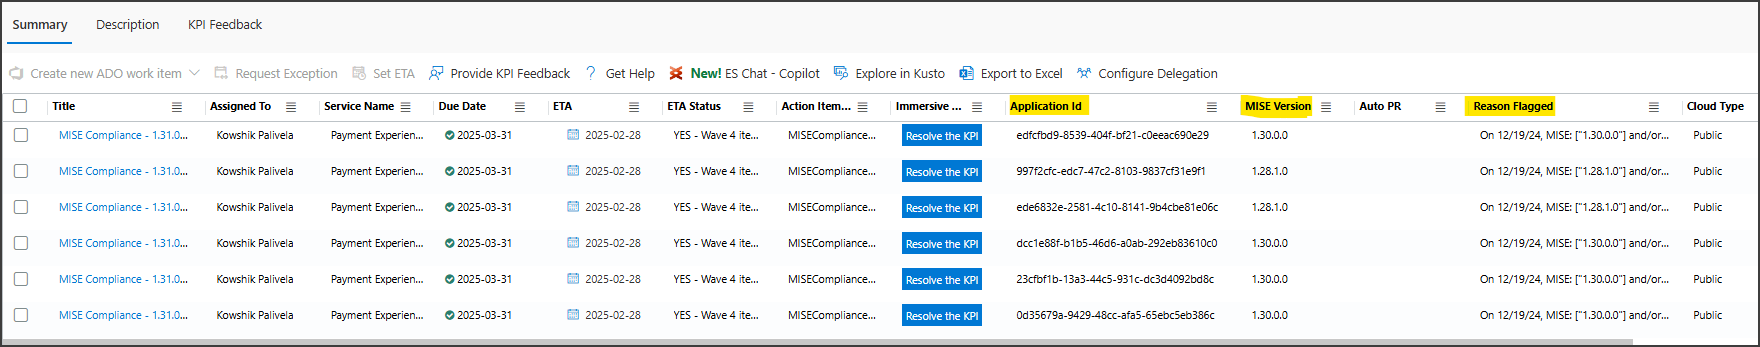 Summary Description KPI Feedback
Create new ADO work item Request Exception Set ETA Provide KPI Feedback Get Help New! ES Chat - Copilot Explore in Kusto Export to Excel Configure Delegation
Title Assigned To Service Name Due Date ETA ETA Status Action Item... Immersive ... Application Id MISE Version Auto PR Reason Flagged Cloud Type
MISE Compliance - 1.31.0... Kowshik Palivela Payment Experien... 2025-03-31 2025-02-28 YES - Wave 4 ite... MISECompliance... Resolve the KPI edfcfbd9-8539-404f-bf21-c0eeac690e29 1.30.0.0 On 12/19/24, MISE: ["1.30.0.0"] and/or... Public
MISE Compliance - 1.31.0... Kowshik Palivela Payment Experien... 2025-03-31 2025-02-28 YES - Wave 4 ite... MISECompliance... Resolve the KPI 997f2cfc-edc7-47c2-8103-9837cf31e9f1 1.28.1.0 On 12/19/24, MISE: ["1.28.1.0"] and/or... Public
MISE Compliance - 1.31.0... Kowshik Palivela Payment Experien... 2025-03-31 2025-02-28 YES - Wave 4 ite... MISECompliance... Resolve the KPI ede6832e-2581-4c10-8141-9b4cbe81e06c 1.28.1.0 On 12/19/24, MISE: ["1.28.1.0"] and/or... Public
MISE Compliance - 1.31.0... Kowshik Palivela Payment Experien... 2025-03-31 2025-02-28 YES - Wave 4 ite... MISECompliance... Resolve the KPI dcc1e88f-b1b5-46d6-a0ab-292eb83610c0 1.30.0.0 On 12/19/24, MISE: ["1.30.0.0"] and/or... Public
MISE Compliance - 1.31.0... Kowshik Palivela Payment Experien... 2025-03-31 2025-02-28 YES - Wave 4 ite... MISECompliance... Resolve the KPI 23cfbf1b-13a3-44c5-931c-dc3d4092bd8c 1.30.0.0 On 12/19/24, MISE: ["1.30.0.0"] and/or... Public
MISE Compliance - 1.31.0... Kowshik Palivela Payment Experien... 2025-03-31 2025-02-28 YES - Wave 4 ite... MISECompliance... Resolve the KPI 0d35679a-9429-48cc-afa5-65ebc5eb386c 1.30.0.0 On 12/19/24, MISE: ["1.30.0.0"] and/or... Public